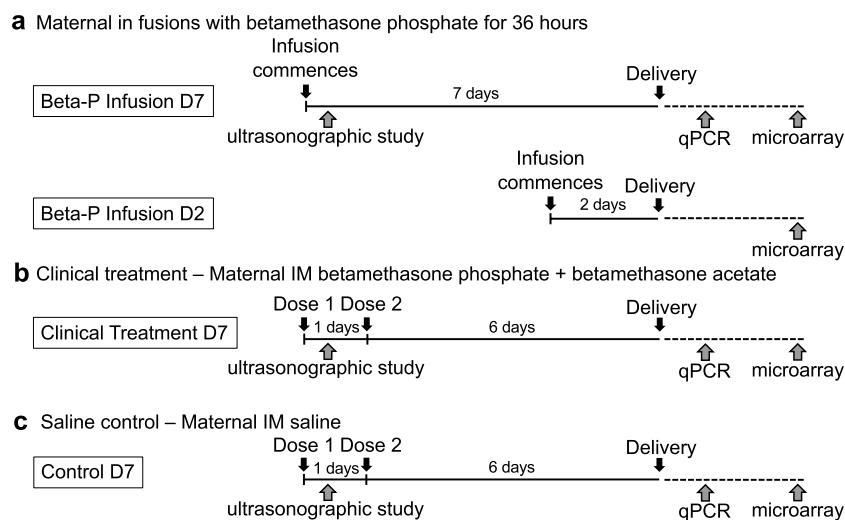 a Maternal in fusions with betamethasone phosphate for 36 hours
Infusion
commences
Delivery
Beta-P Infusion D7
7 days
ultrasonographic study
qPCR
microarray
Infusion
commences
Delivery
Beta-P Infusion D2
2 days
microarray
b Clinical treatment – Maternal IM betamethasone phosphate + betamethasone acetate
Dose 1 Dose 2
Delivery
Clinical Treatment D7
1 days
6 days
ultrasonographic study
qPCR
microarray
c Saline control – Maternal IM saline
Dose 1 Dose 2
Delivery
Control D7
1 days
6 days
ultrasonographic study
qPCR
microarray